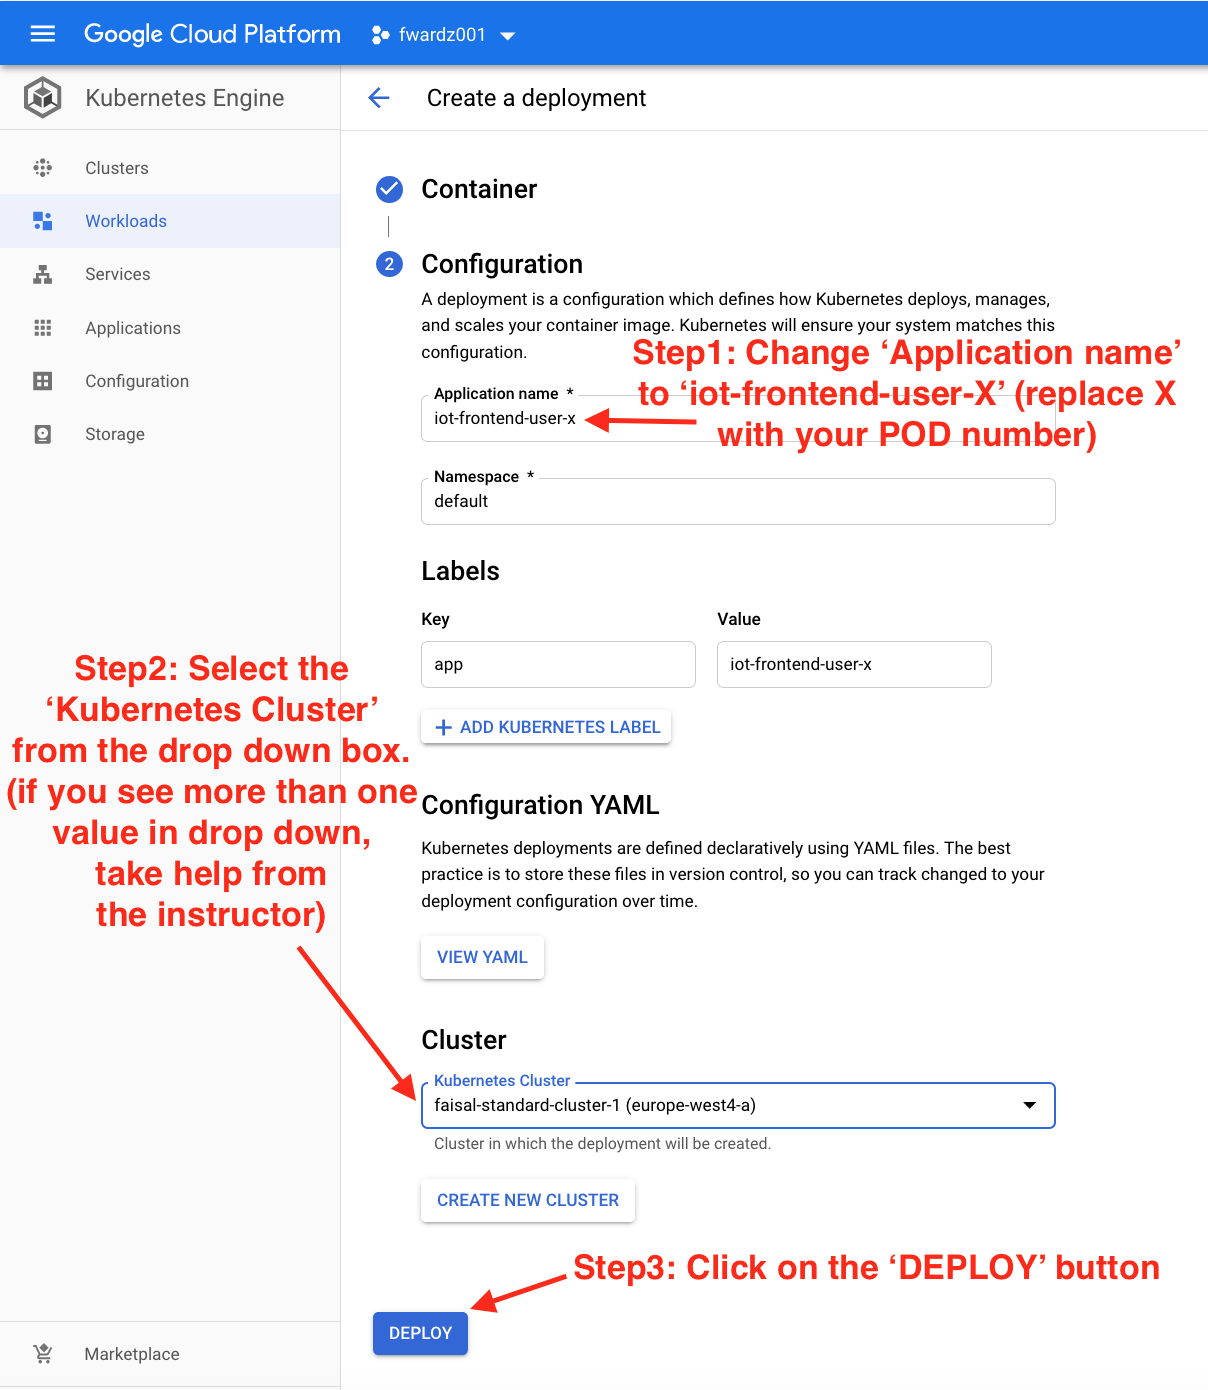 Google Cloud Platform
fwardz001
Kubernetes Engine
Create a deployment
Clusters
Workloads
Services
Applications
Configuration
Storage
Marketplace
Container
2 Configuration
A deployment is a configuration which defines how Kubernetes deploys, manages,
and scales your container image. Kubernetes will ensure your system matches this
configuration.
Step1: Change ‘Application name’
to ‘iot-frontend-user-X’ (replace X
with your POD number)
Application name *
iot-frontend-user-x
Namespace *
default
Labels
Key Value
app iot-frontend-user-x
+ ADD KUBERNETES LABEL
Step2: Select the
‘Kubernetes Cluster’
from the drop down box.
(if you see more than one
value in drop down,
take help from
the instructor)
Configuration YAML
Kubernetes deployments are defined declaratively using YAML files. The best
practice is to store these files in version control, so you can track changed to your
deployment configuration over time.
VIEW YAML
Cluster
Kubernetes Cluster
faisal-standard-cluster-1 (europe-west4-a)
Cluster in which the deployment will be created.
CREATE NEW CLUSTER
Step3: Click on the ‘DEPLOY’ button
DEPLOY